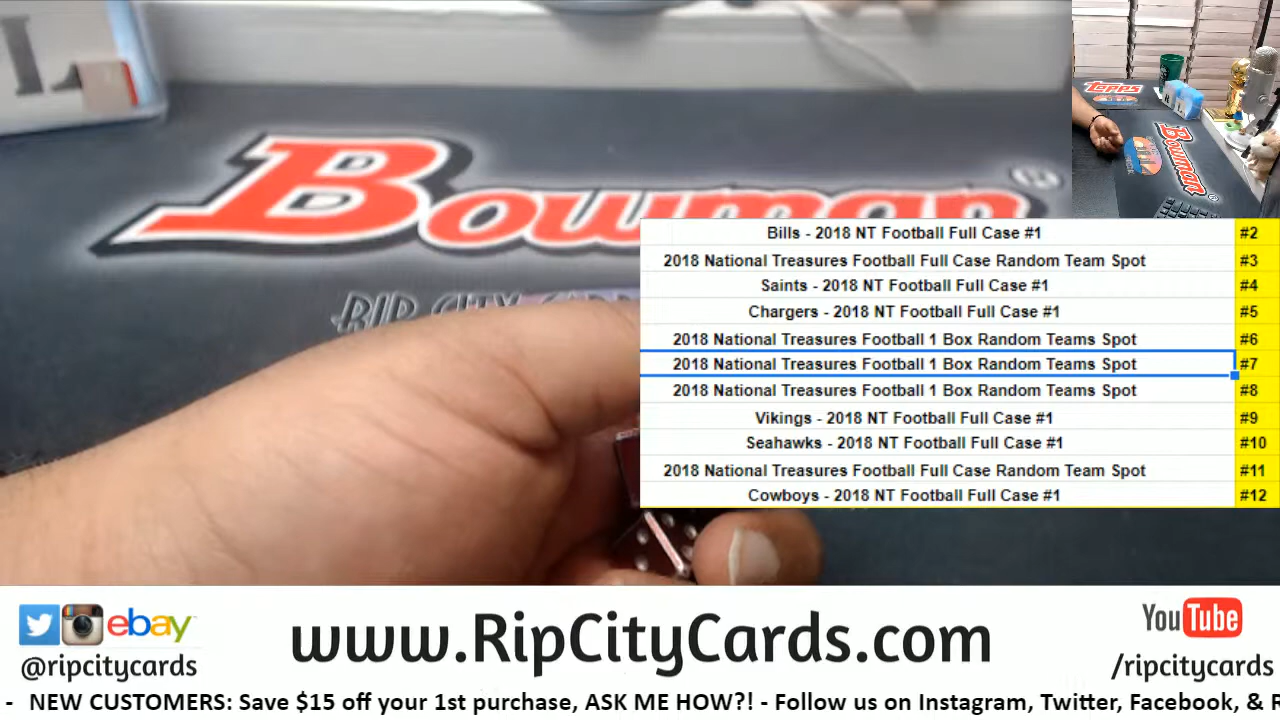 Topps
Bowman
Bowman®
RIP CITY CARDS
Bills - 2018 NT Football Full Case #1 #2
2018 National Treasures Football Full Case Random Team Spot #3
Saints - 2018 NT Football Full Case #1 #4
Chargers - 2018 NT Football Full Case #1 #5
2018 National Treasures Football 1 Box Random Teams Spot #6
2018 National Treasures Football 1 Box Random Teams Spot #7
2018 National Treasures Football 1 Box Random Teams Spot #8
Vikings - 2018 NT Football Full Case #1 #9
Seahawks - 2018 NT Football Full Case #1 #10
2018 National Treasures Football Full Case Random Team Spot #11
Cowboys - 2018 NT Football Full Case #1 #12
ebay
@ripcitycards
www.RipCityCards.com
YouTube
/ripcitycards
- NEW CUSTOMERS: Save $15 off your 1st purchase, ASK ME HOW?! - Follow us on Instagram, Twitter, Facebook, &